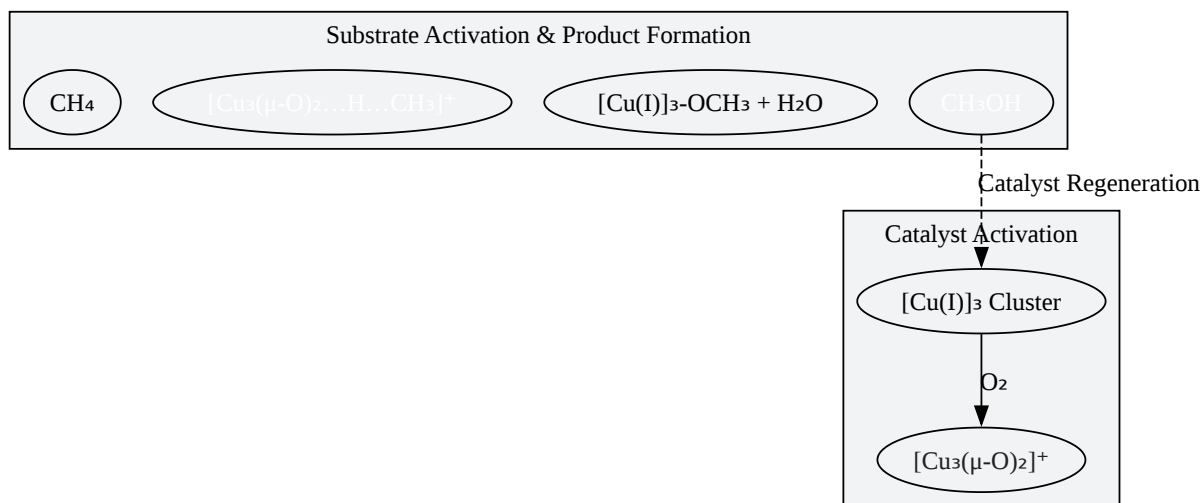 Substrate Activation & Product Formation
CH₄
[Cu₃(μ-O)₂…H…CH₃]⁺
[Cu(I)]₃-OCH₃ + H₂O
CH₃OH
Catalyst Regeneration
Catalyst Activation
[Cu(I)]₃ Cluster
O₂
[Cu₃(μ-O)₂]⁺